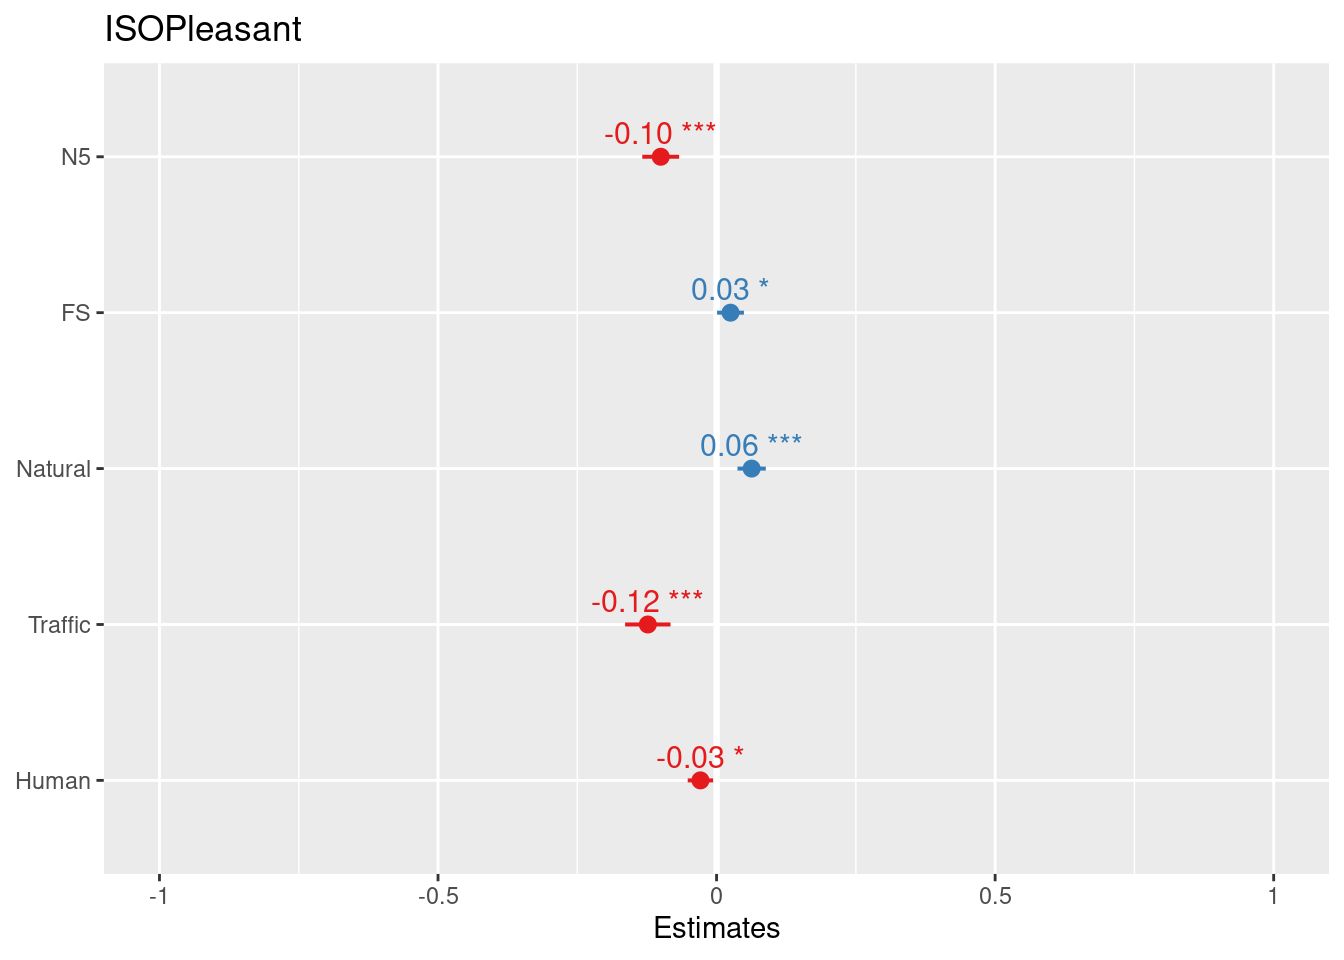 ISOPleasant
N5
-0.10 ***
FS
0.03 *
Natural
0.06 ***
Traffic
-0.12 ***
Human
-0.03 *
-1 -0.5 0 0.5 1
Estimates